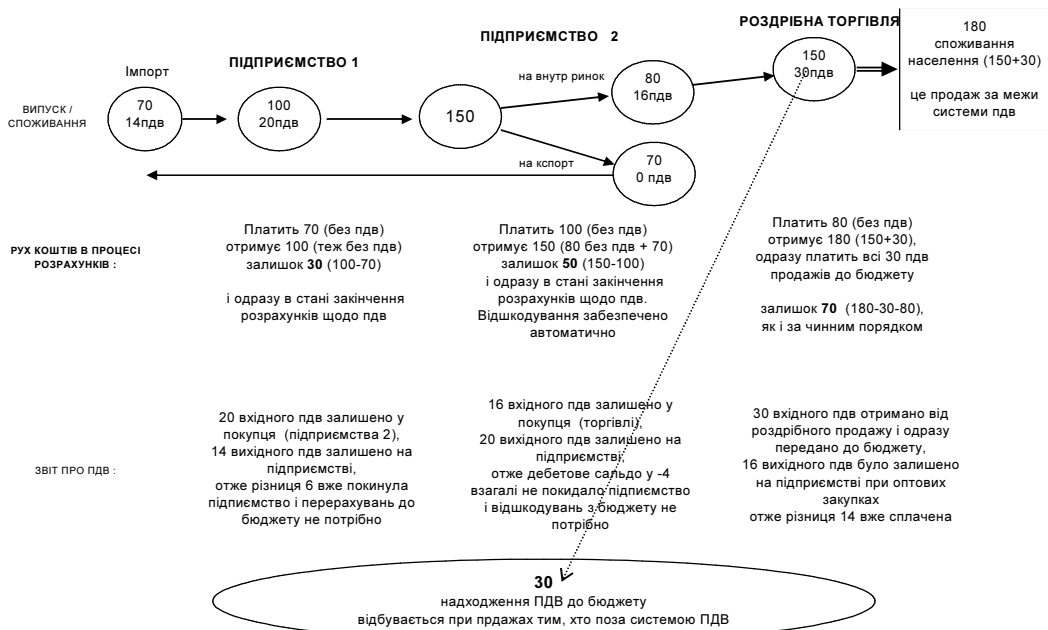 РОЗДРІБНА ТОРГІВЛЯ
ПІДПРИЄМСТВО 2
ПІДПРИЄМСТВО 1
Імпорт
ВИПУСК /
СПОЖИВАННЯ
70
14пдв
100
20пдв
150
на внутр ринок
80
16пдв
на кспорт
70
0 пдв
150
30пдв
180
споживання
населення (150+30)
це продаж за межи
системи пдв
РУХ КОШТІВ В ПРОЦЕСІ
РОЗРАХУНКІВ :
Платить 70 (без пдв)
отримує 100 (теж без пдв)
залишок 30 (100-70)
і одразу в стані закінчення
розрахунків щодо пдв
Платить 100 (без пдв)
отримує 150 (80 без пдв + 70)
залишок 50 (150-100)
і одразу в стані закінчення
розрахунків щодо пдв.
Відшкодування забезпечено
автоматично
Платить 80 (без пдв)
отримує 180 (150+30),
одразу платить всі 30 пдв
продажів до бюджету
залишок 70 (180-30-80),
як і за чинним порядком
ЗВІТ ПРО ПДВ :
20 вхідного пдв залишено у
покупця (підприємства 2),
14 вихідного пдв залишено на
підприємстві,
отже різниця 6 вже покинула
підпиємство і перерахувань до
бюджету не потрібно
16 вхідного пдв залишено у
покупця (торгівлі),
20 вихідного пдв залишено на
підприємстві,
отже дебетове сальдо у -4
взагалі не покидало підпиємство
і відшкодувань з бюджету не
потрібно
30 вхідного пдв отримано від
роздрібного продажу і одразу
передано до бюджету,
16 вихідного пдв було залишено
на підприємстві при оптових
закупках
отже різниця 14 вже сплачена
30
надходження ПДВ до бюджету
відбувається при прдажах тим, хто поза системою ПДВ